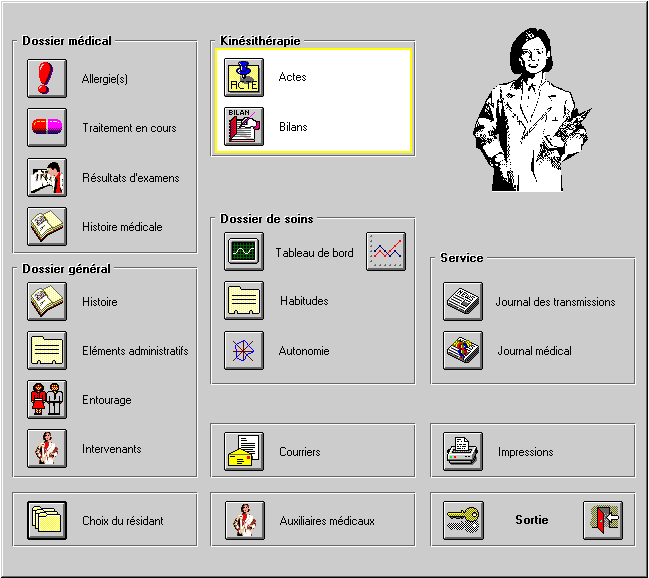 Dossier médical
Allergie(s)
Traitement en cours
Résultats d'examens
Histoire médicale
Dossier général
Histoire
Eléments administratifs
Entourage
Intervenants
Choix du résidant
Kinésithérapie
ACTE
Actes
BILAN
Bilans
Dossier de soins
Tableau de bord
Habitudes
Autonomie
Courriers
Auxiliaires médicaux
Service
Journal des transmissions
Journal médical
Impressions
Sortie